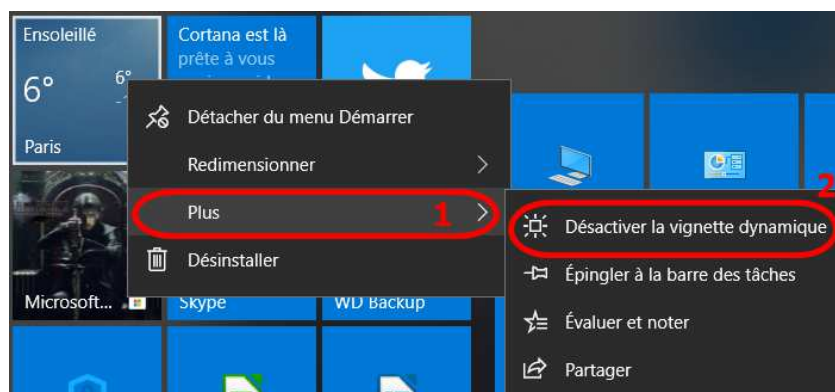 Ensoleillé
6°
6°
Paris
Cortana est là
prête à vous
Détacher du menu Démarrer
Redimensionner
Plus
1
Désinstaller
2
Désactiver la vignette dynamique
Épingler à la barre des tâches
Évaluer et noter
Partager
Microsoft...
Skype
WD Backup